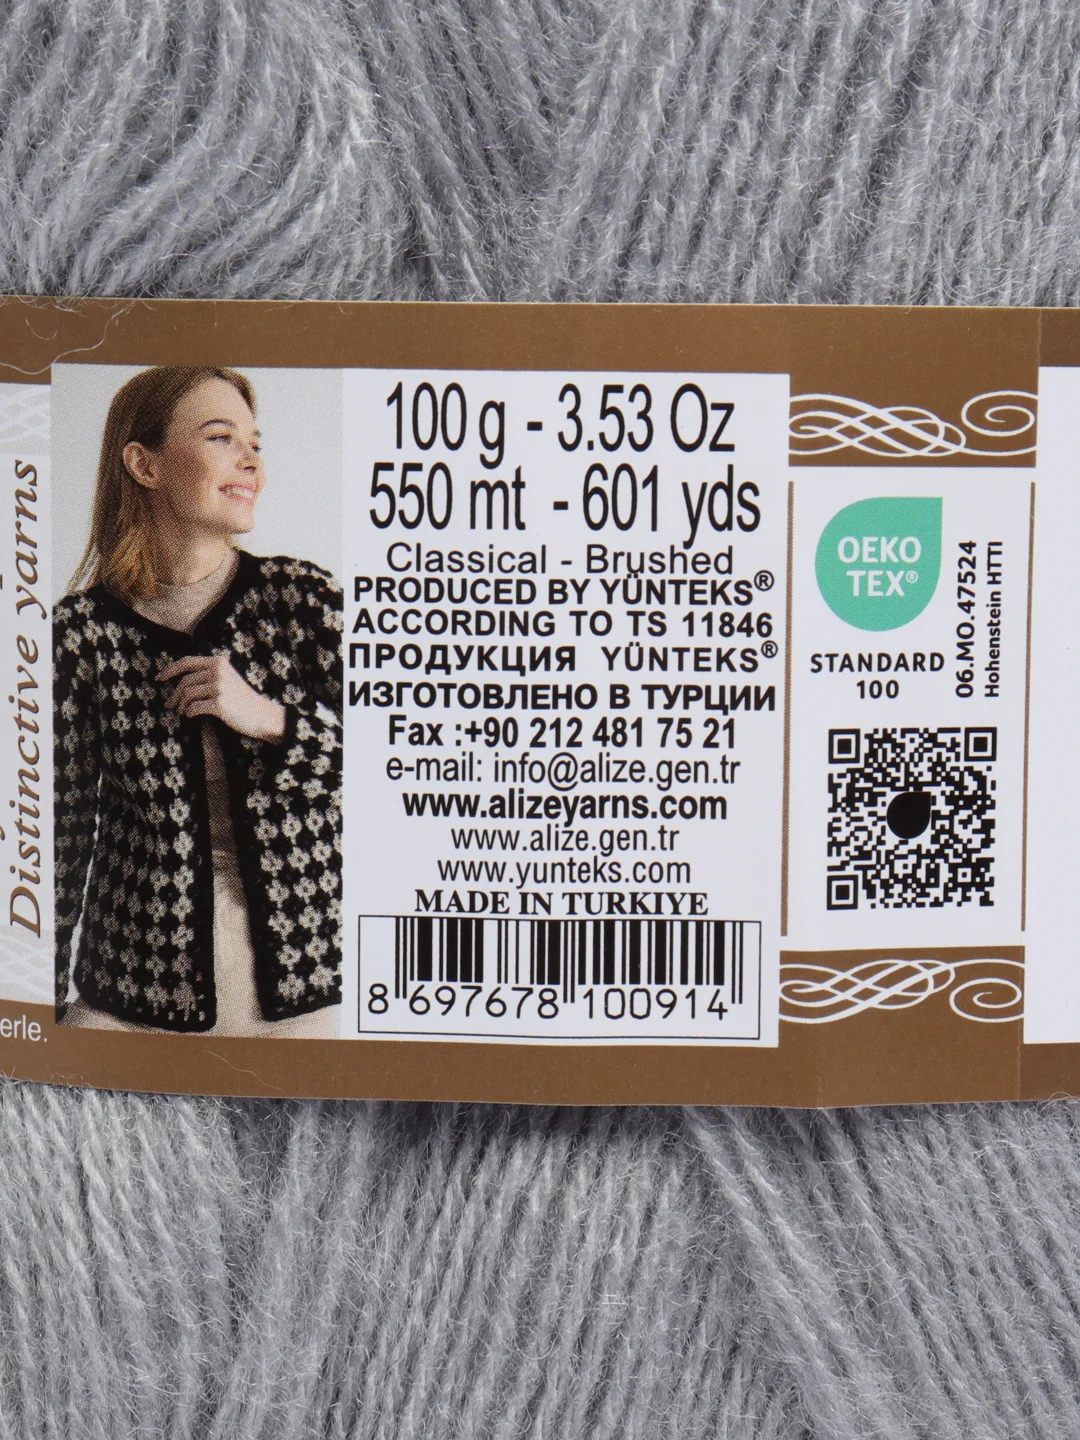 Distinctive yarns
erle.
100 g - 3.53 Oz
550 mt - 601 yds
Classical - Brushed
PRODUCED BY YÜNTEKS®
ACCORDING TO TS 11846
ПРОДУКЦИЯ YÜNTEKS®
ИЗГОТОВЛЕНО В ТУРЦИИ
Fax :+90 212 481 75 21
e-mail: info@alize.gen.tr
www.alizeyarns.com
www.alize.gen.tr
www.yunteks.com
MADE IN TURKIYE
8 697678 100914
OEKO
TEX®
STANDARD
100
06.MO.47524
Hohenstein HTTI